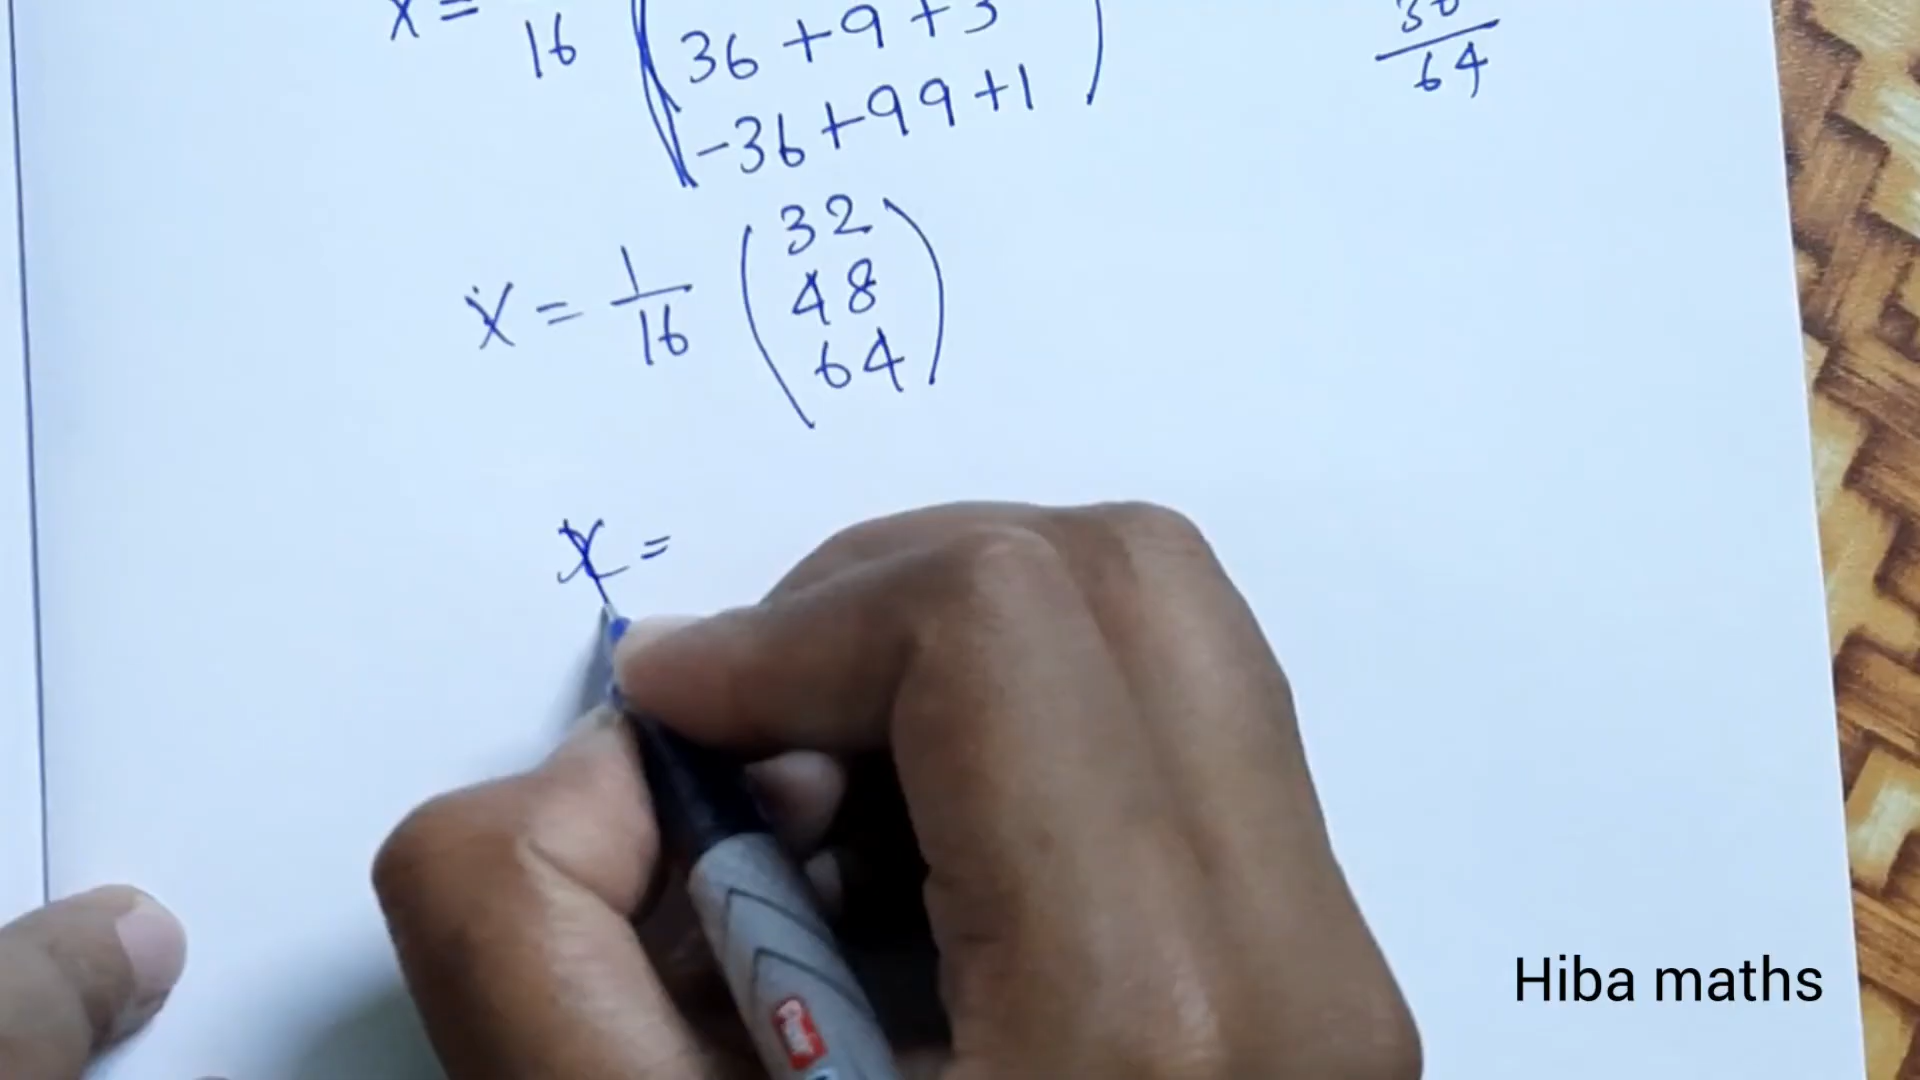 X = 16 ( 36 + 9 + 3
-36 + 99 + 1 )
64
X = 1/16 ( 32
48
64 )
X =
Hiba maths